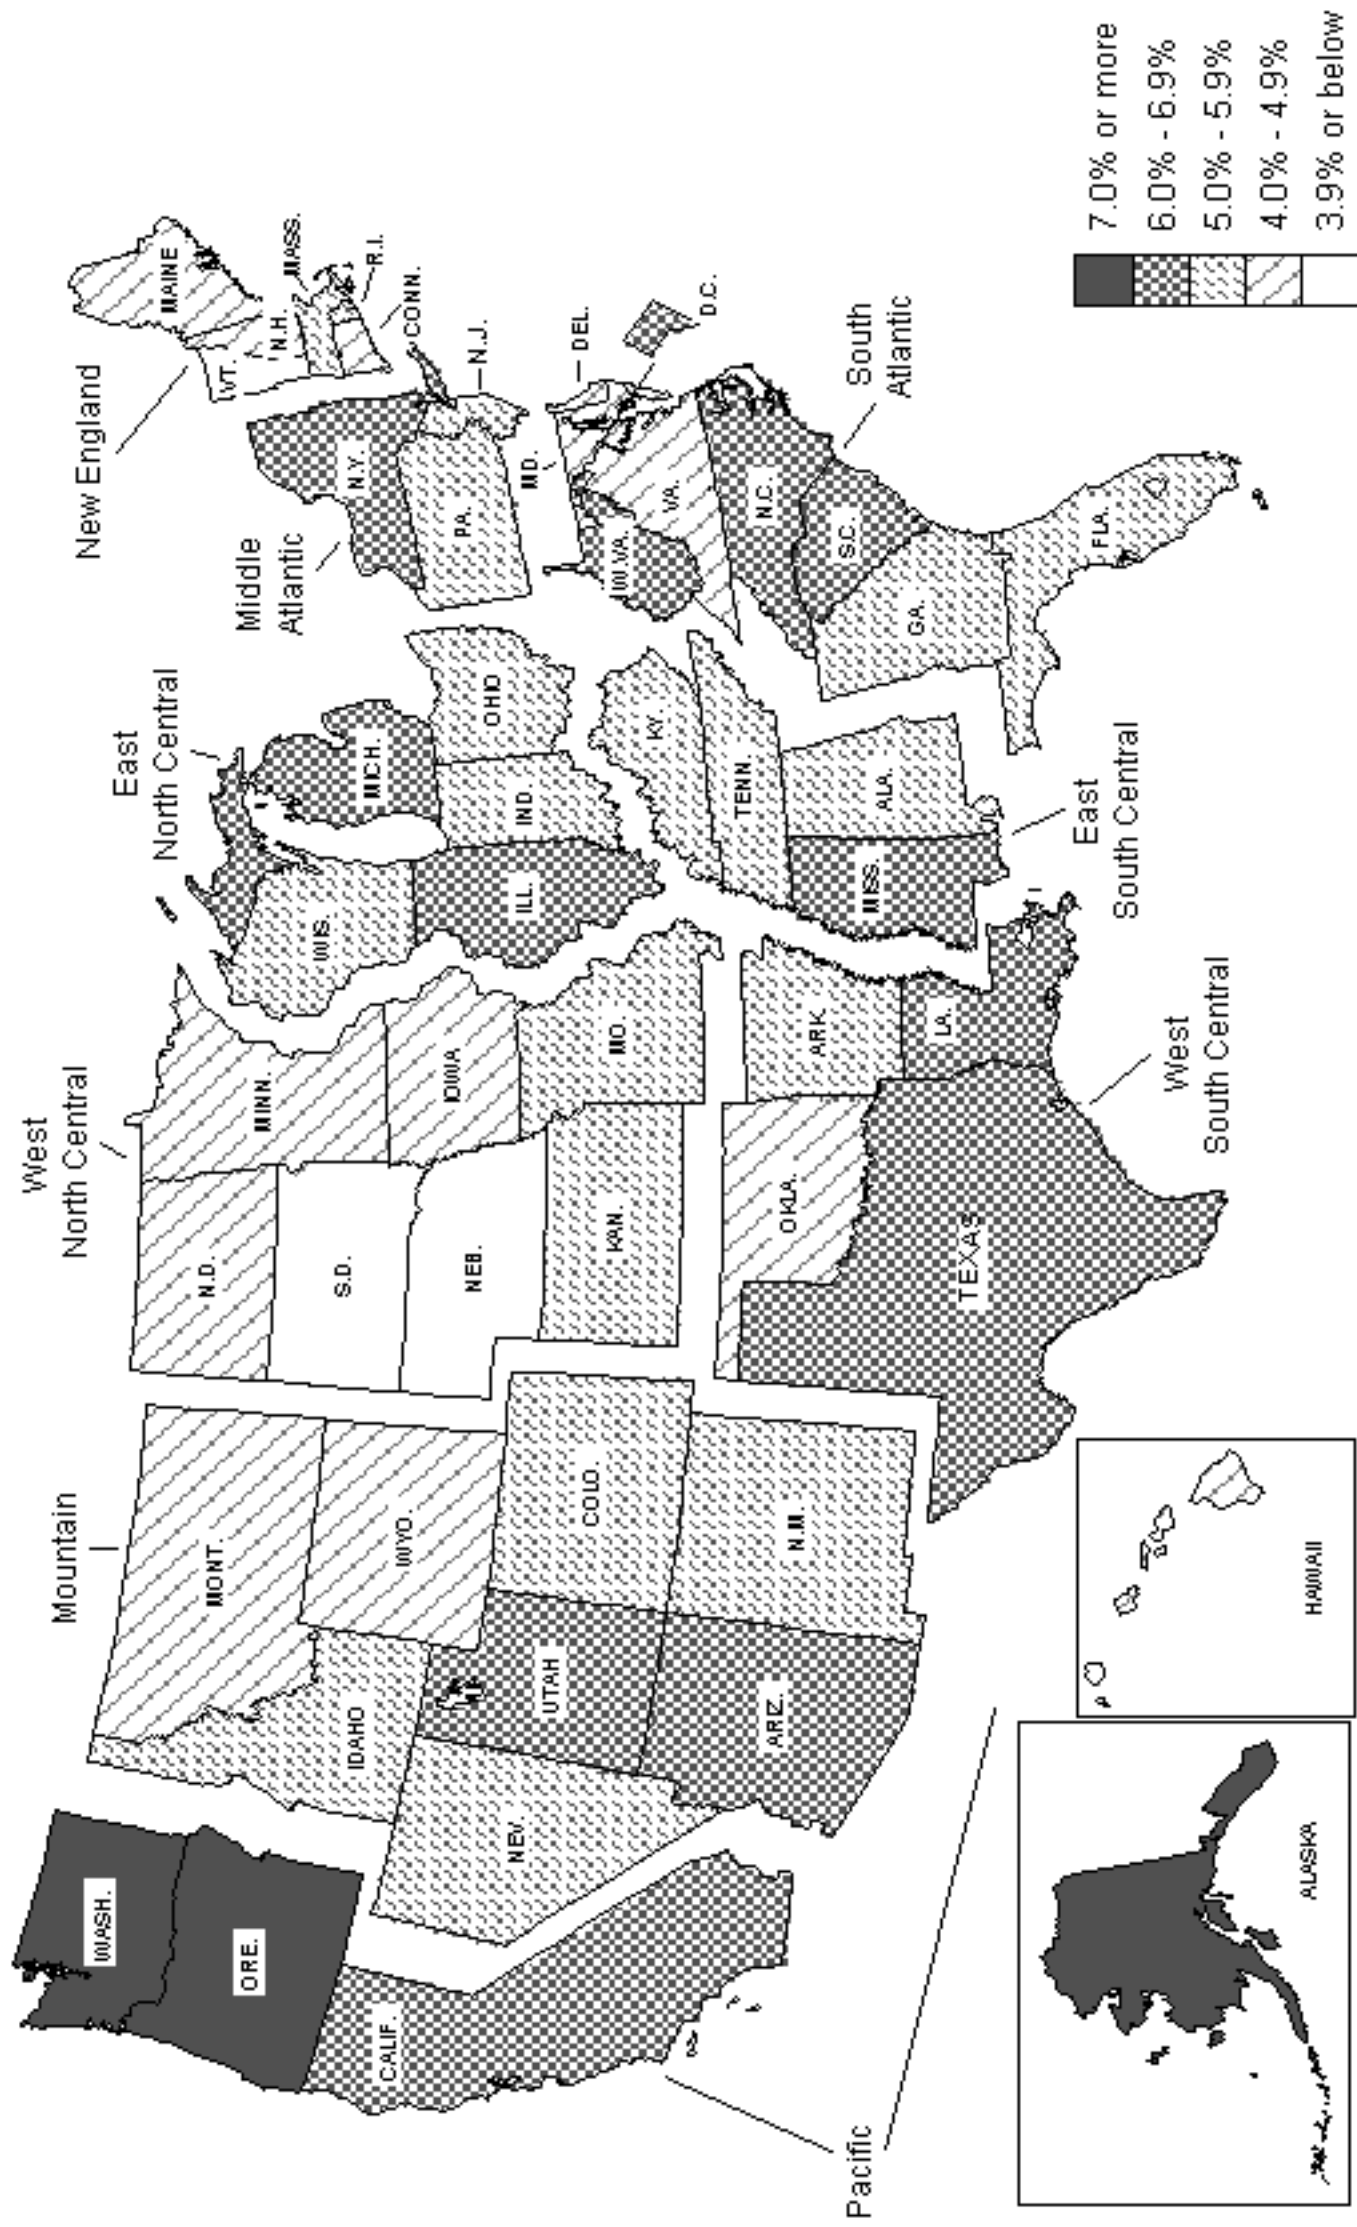 New England
Middle
Atlantic
East
North Central
West
North Central
Mountain
Pacific
South
Atlantic
East
South Central
West
South Central
WASH.
ORE.
CALIF.
NEV.
IDAHO
MONT.
WYO.
UTAH
ARIZ.
COLO.
N.M.
N.D.
S.D.
NEB.
KAN.
MINN.
IOWA
MO.
OKLA.
TEXAS
ARK.
LA.
WIS.
MICH.
ILL.
IND.
OHIO
KY.
TENN.
MISS.
ALA.
N.Y.
PA.
N.J.
MAINE
VT.
N.H.
MASS.
R.I.
CONN.
DEL.
MD.
D.C.
W.VA.
VA.
N.C.
S.C.
GA.
FLA.
ALASKA
HAWAII
7.0% or more
6.0% - 6.9%
5.0% - 5.9%
4.0% - 4.9%
3.9% or below